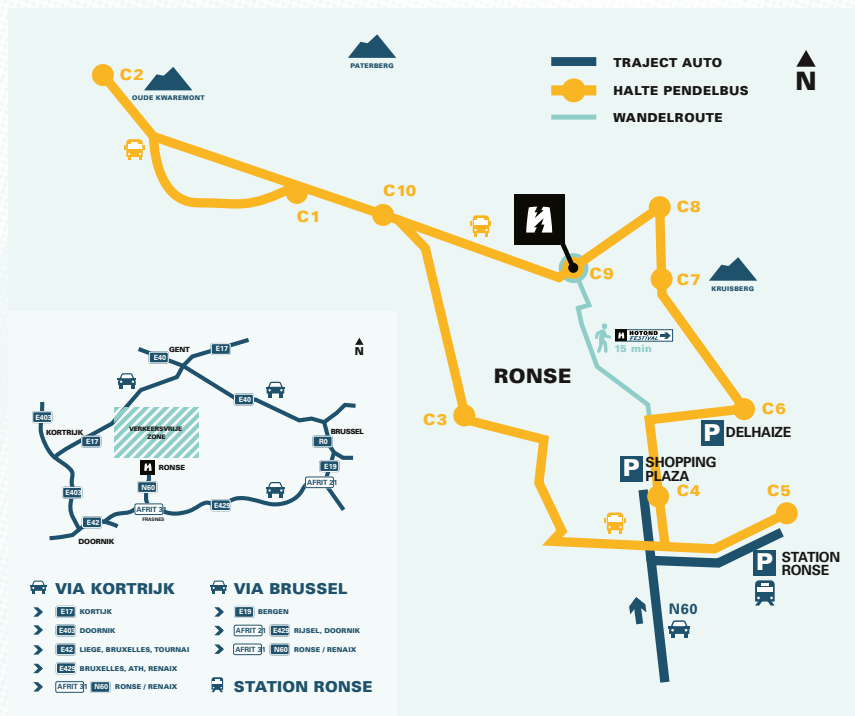 C2
OUDE KWAREMONT
PATERBERG
TRAJECT AUTO
HALTE PENDELBUS
WANDELROUTE
N
C1
C10
C9
C8
C7
KRUISBERG
HOTOND
FESTIVAL
15 min
RONSE
C3
C6
P DELHAIZE
P SHOPPING
PLAZA
C4
C5
P STATION
RONSE
N60
N
GENT
E17
E40
E40
E403
KORTRIJK
E17
VERKEERSVRIJE
ZONE
BRUSSEL
R0
RONSE
E19
E403
N60
AFRIT 21
AFRIT 31
FRASNES
E429
E42
DOORNIK
VIA KORTRIJK
E17 KORTIJK
E403 DOORNIK
E42 LIEGE, BRUXELLES, TOURNAI
E429 BRUXELLES, ATH, RENAIX
AFRIT 31 N60 RONSE / RENAIX
VIA BRUSSEL
E19 BERGEN
AFRIT 21 E429 RIJSEL, DOORNIK
AFRIT 31 N60 RONSE / RENAIX
STATION RONSE